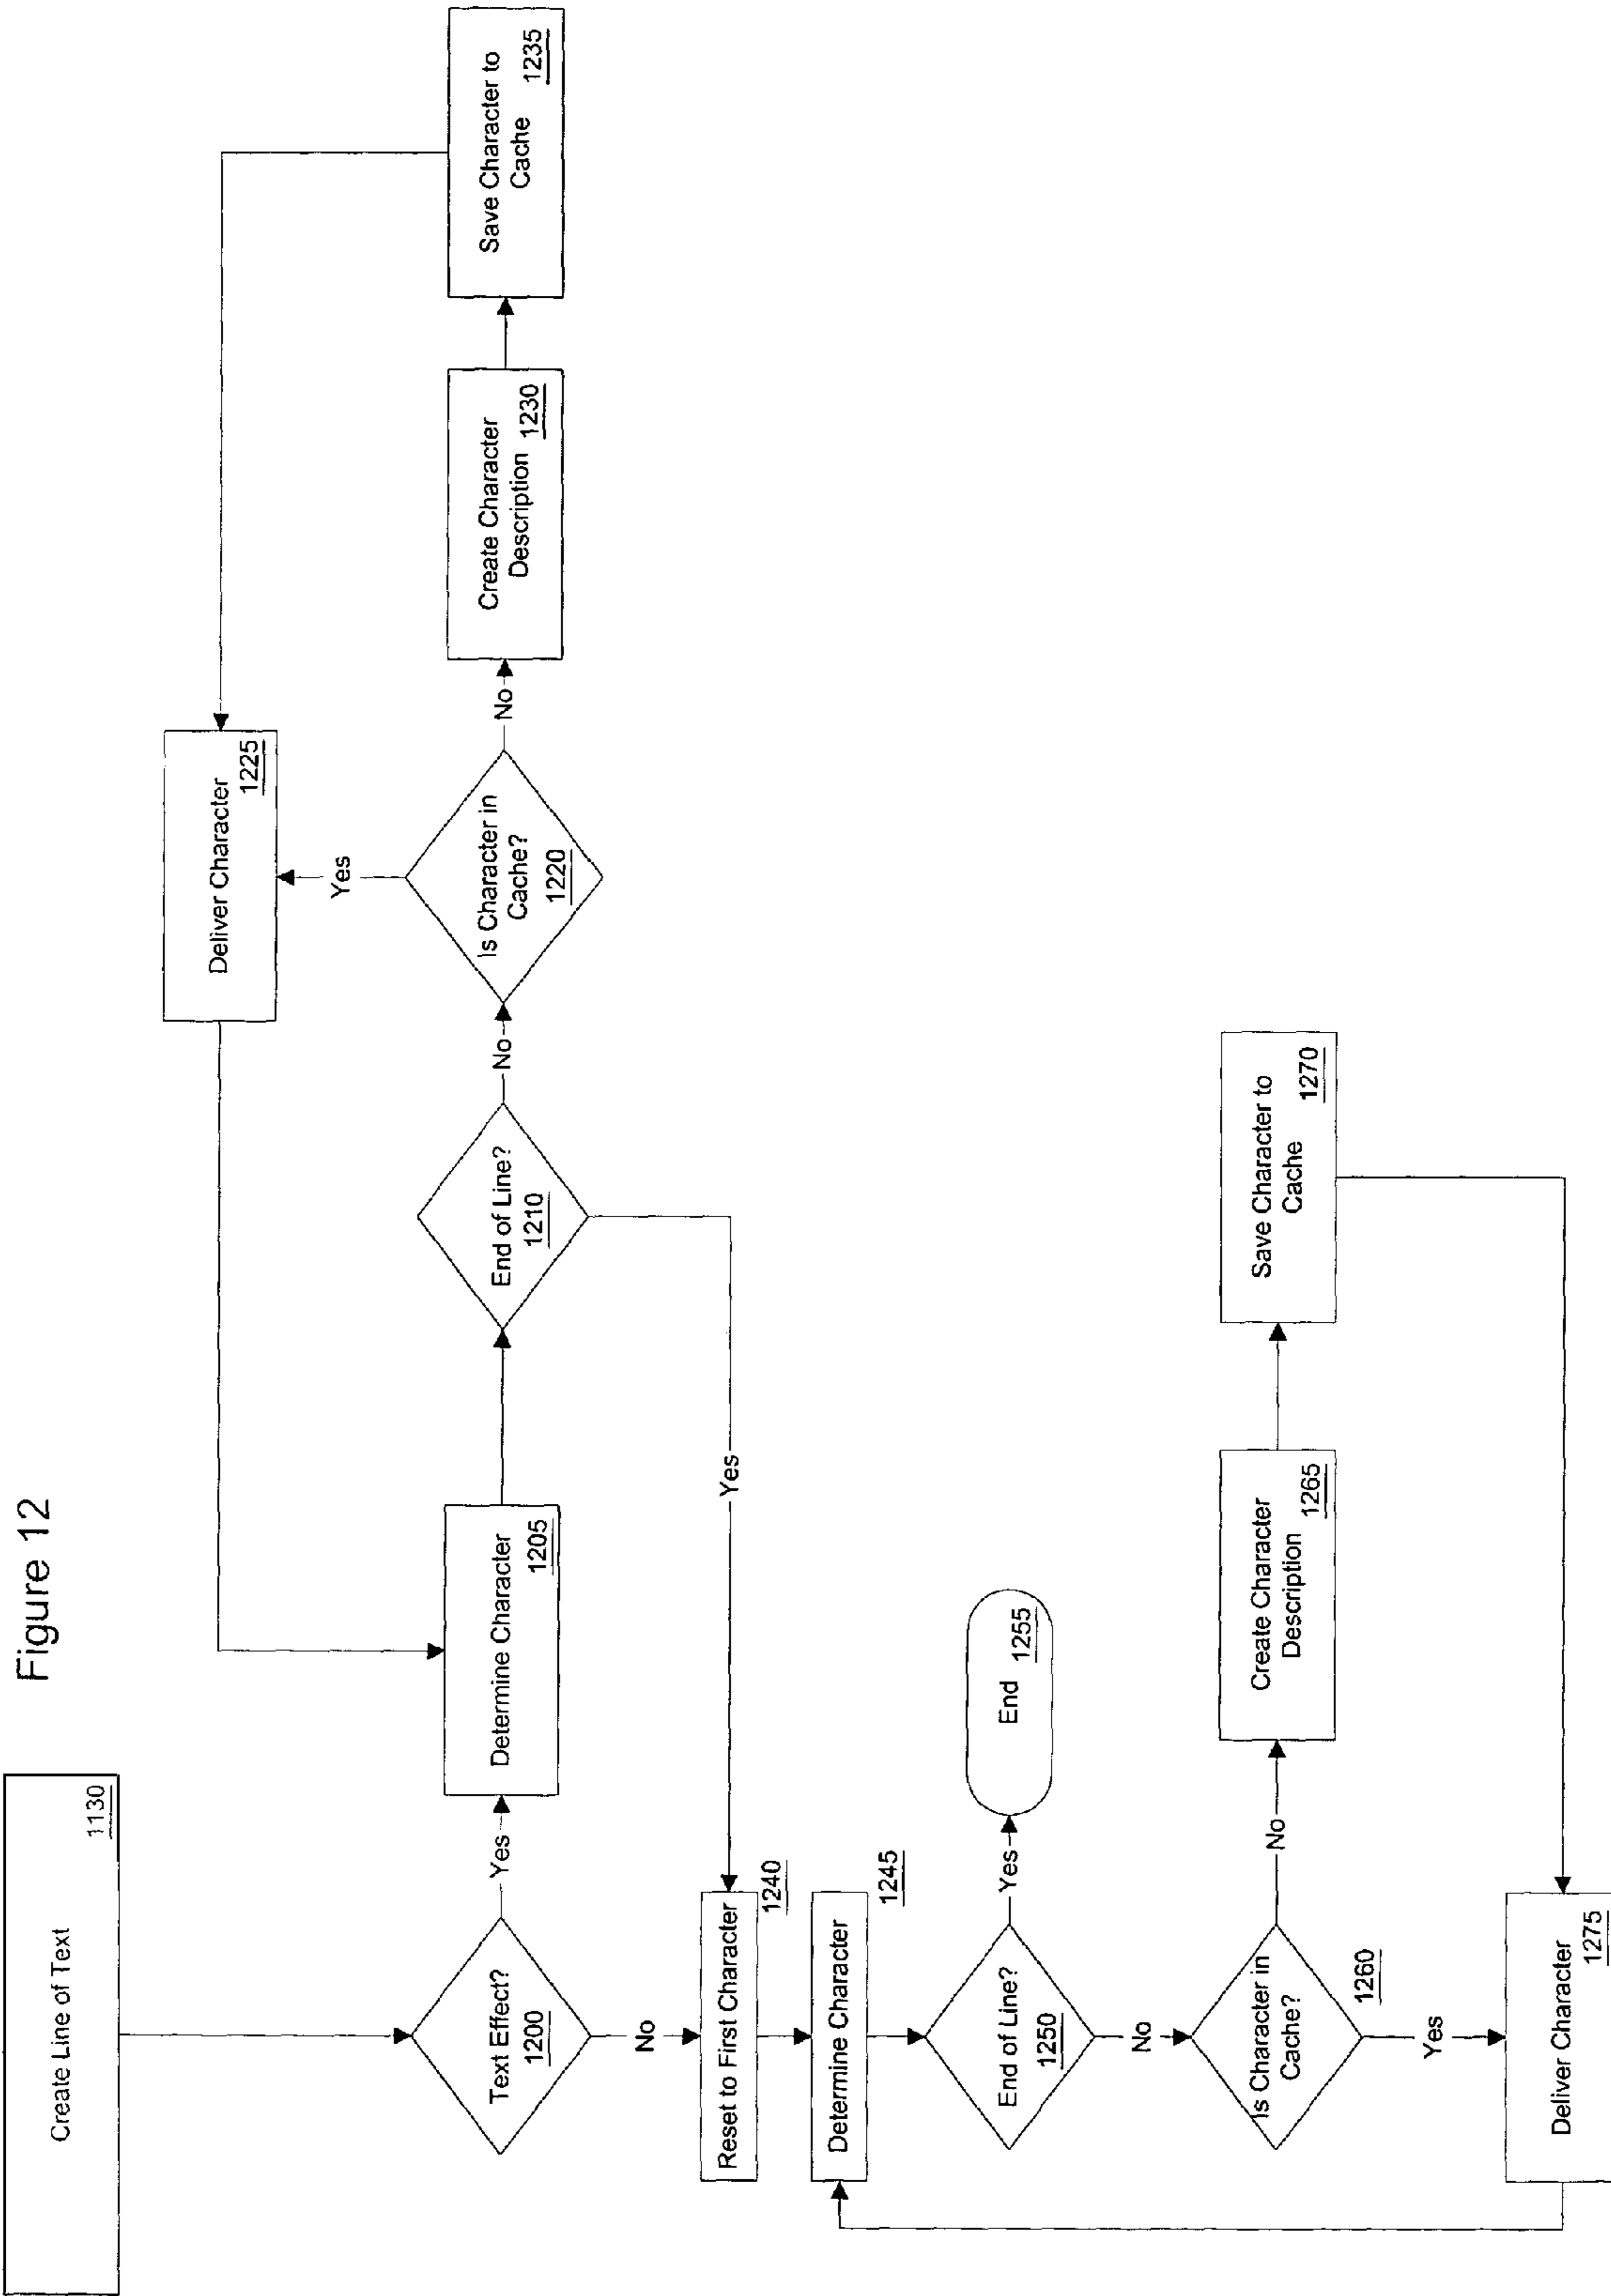 Figure 12
Create Line of Text
1130
Text Effect?
1200
Yes
No
Determine Character
1205
End of Line?
1210
No
Yes
Is Character in
Cache?
1220
Yes
No
Deliver Character
1225
Create Character
Description 1230
Save Character to
Cache 1235
Reset to First Character
1240
Determine Character
1245
End of Line?
1250
Yes
No
End 1255
Is Character in
Cache?
1260
No
Yes
Create Character
Description 1265
Save Character to
Cache 1270
Deliver Character
1275